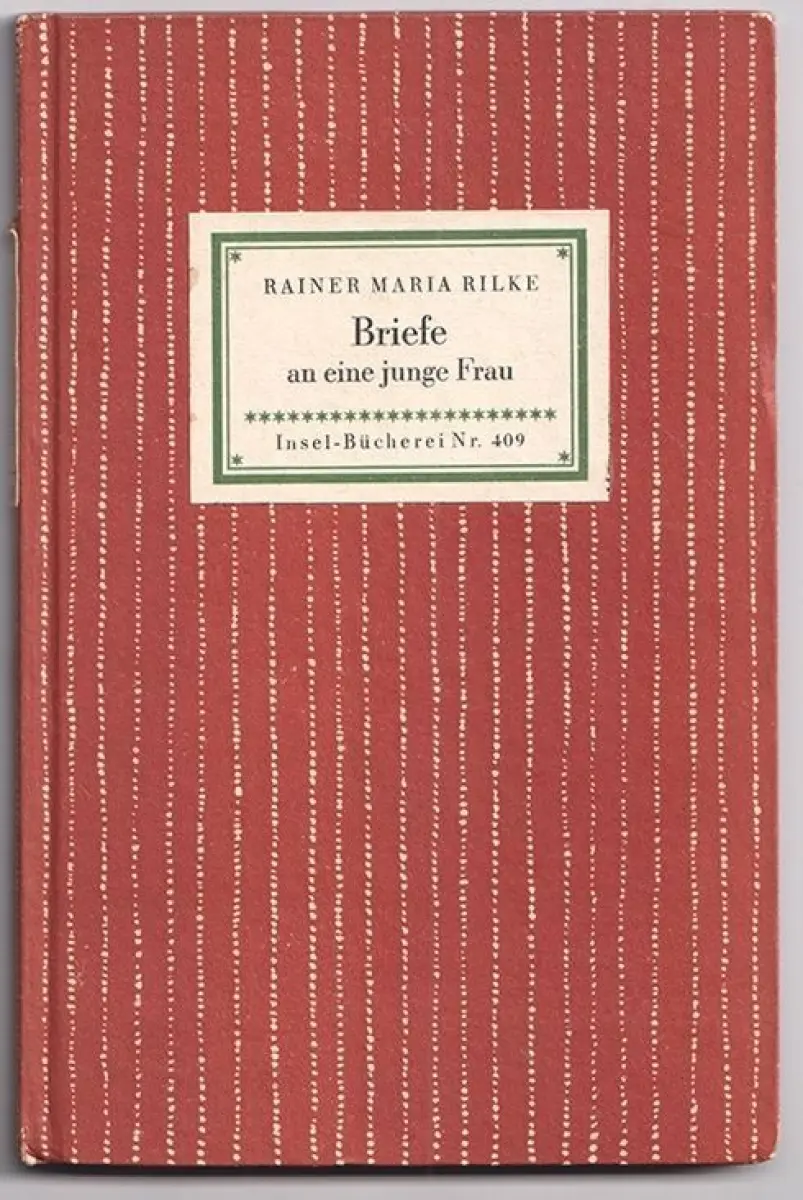 RAINER MARIA RILKE
Briefe
an eine junge Frau
Insel-Bücherei Nr. 409